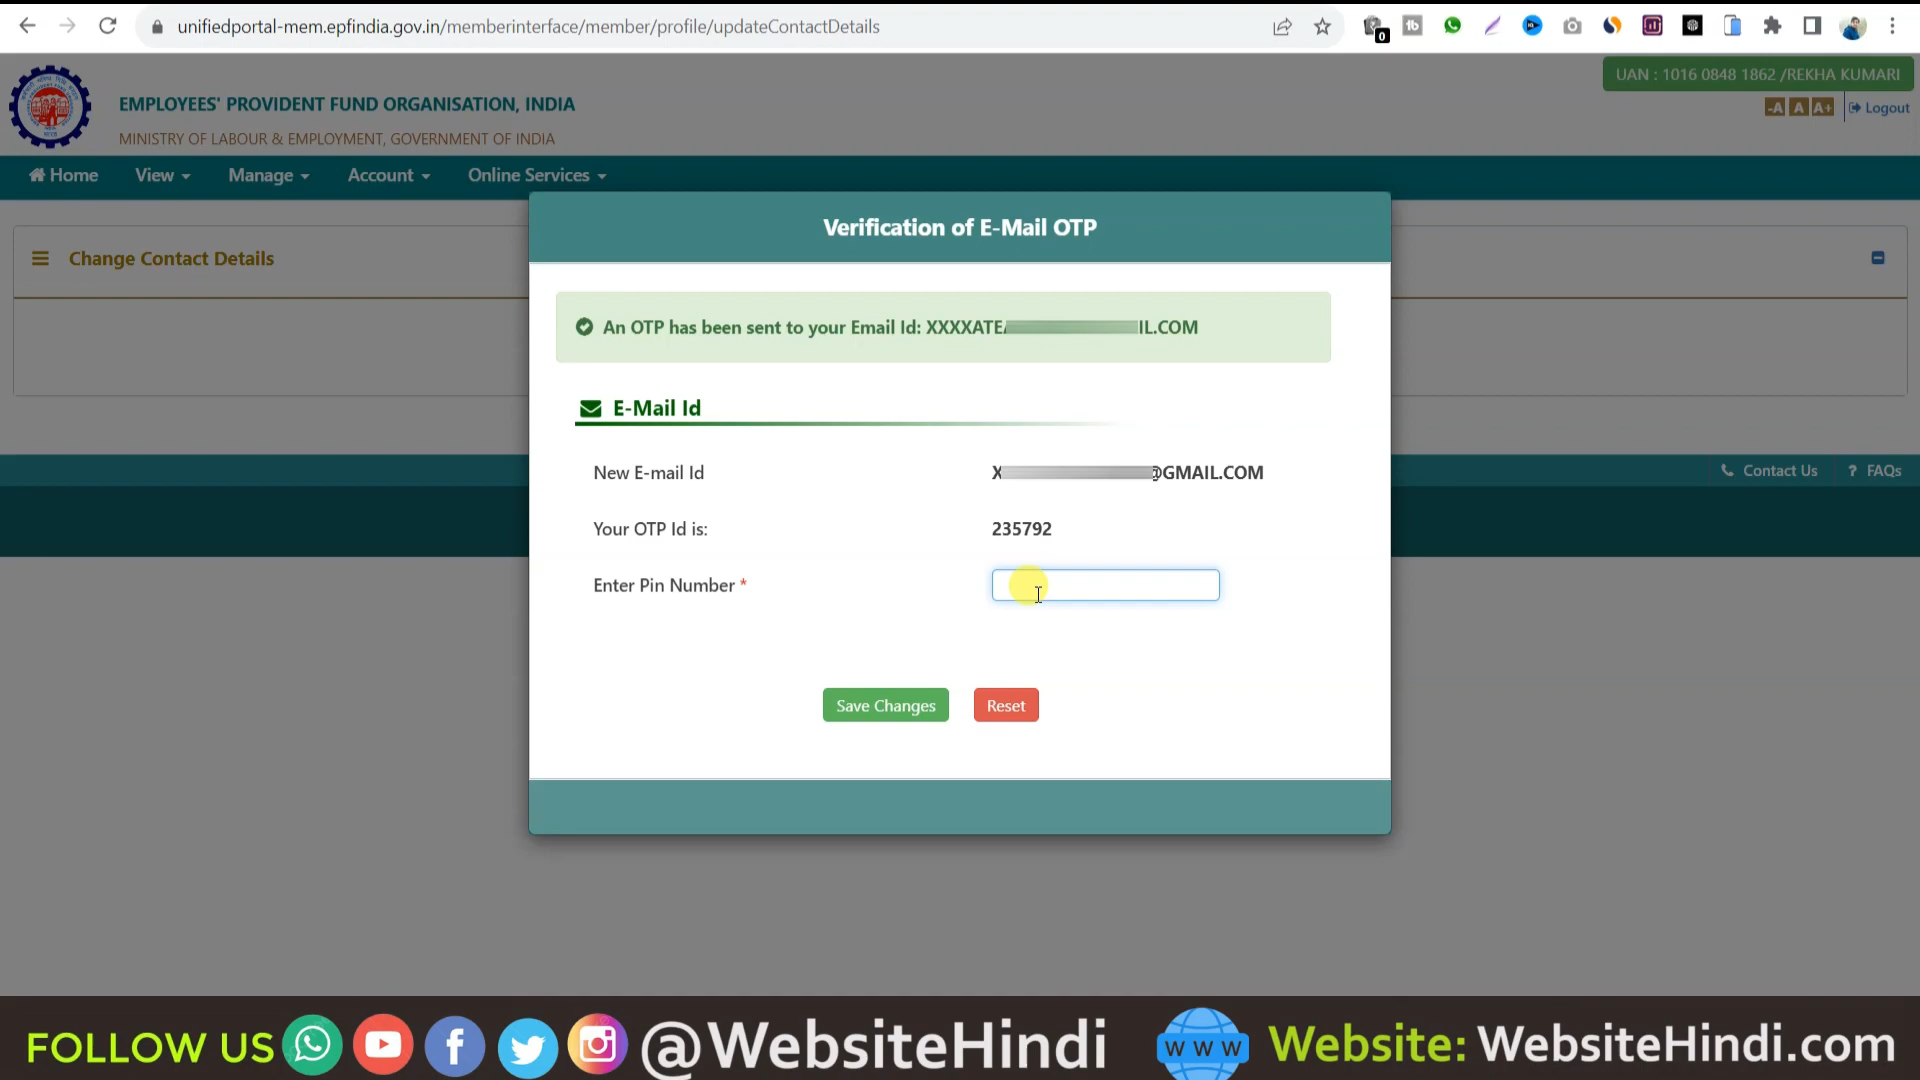 unifiedportal-mem.epfindia.gov.in/memberinterface/member/profile/updateContactDetails
0
UAN : 1016 0848 1862 /REKHA KUMARI
EMPLOYEES' PROVIDENT FUND ORGANISATION, INDIA
-A A A+ Logout
MINISTRY OF LABOUR & EMPLOYMENT, GOVERNMENT OF INDIA
Home View Manage Account Online Services
Verification of E-Mail OTP
Change Contact Details
An OTP has been sent to your Email Id: XXXXATE IL.COM
E-Mail Id
New E-mail Id X @GMAIL.COM
Contact Us ? FAQs
Your OTP Id is: 235792
Enter Pin Number *
Save Changes Reset
FOLLOW US @WebsiteHindi WWW Website: WebsiteHindi.com